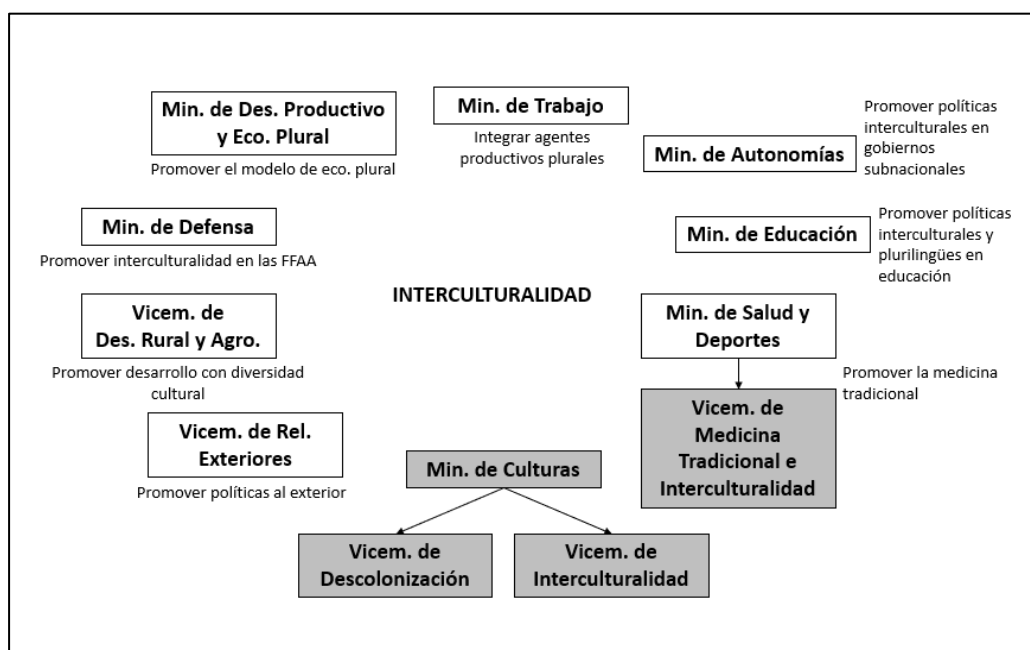 Min. de Des. Productivo
y Eco. Plural
Promover el modelo de eco. plural
Min. de Trabajo
Integrar agentes
productivos plurales
Min. de Autonomías
Promover políticas
interculturales en
gobiernos
subnacionales
Min. de Defensa
Promover interculturalidad en las FFAA
Min. de Educación
Promover políticas
interculturales y
plurilingües en
educación
INTERCULTURALIDAD
Vicem. de
Des. Rural y Agro.
Promover desarrollo con diversidad
cultural
Min. de Salud y
Deportes
Promover la medicina
tradicional
Vicem. de
Medicina
Tradicional e
Interculturalidad
Vicem. de Rel.
Exteriores
Promover políticas al exterior
Min. de Culturas
Vicem. de
Descolonización
Vicem. de
Interculturalidad